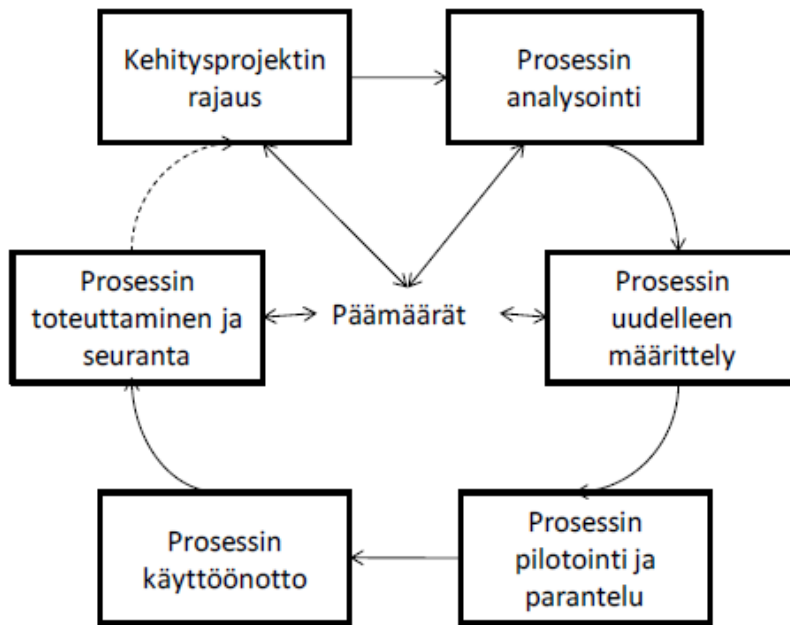 Kehitysprojektin
rajaus
Prosessin
analysointi
Prosessin
toteuttaminen ja
seuranta
Päämäärät
Prosessin
uudelleen
määrittely
Prosessin
käyttöönotto
Prosessin
pilotointi ja
parantelu